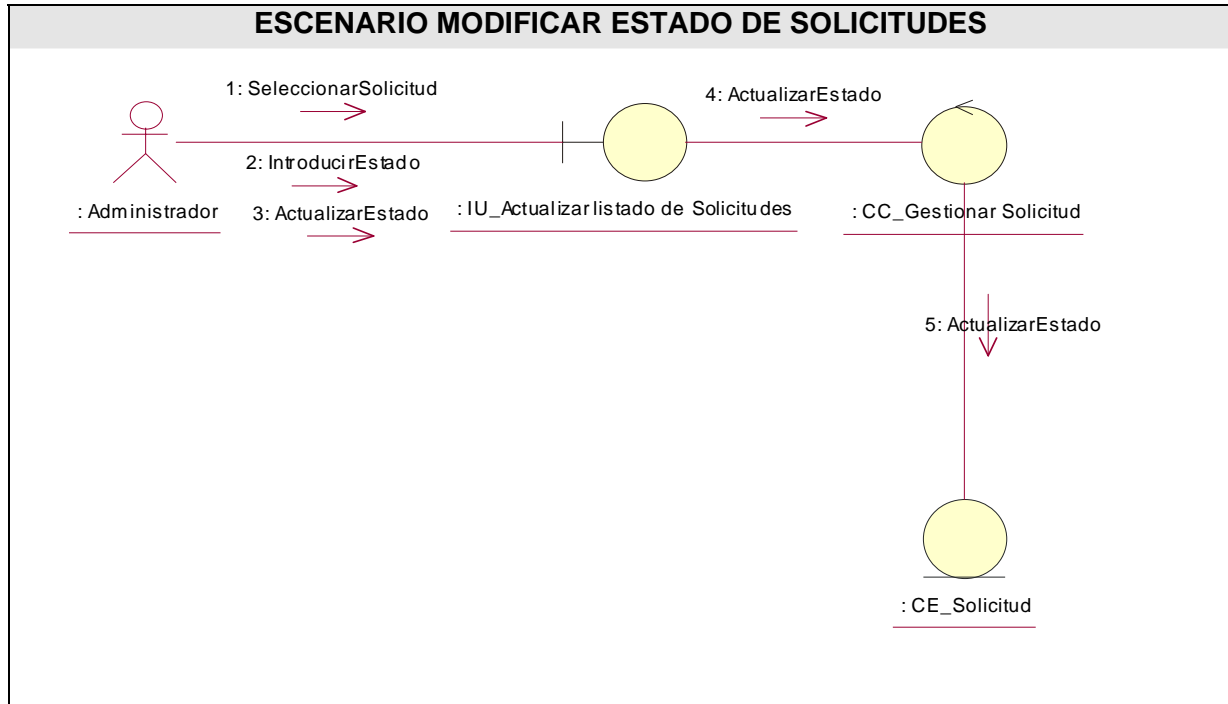 ESCENARIO MODIFICAR ESTADO DE SOLICITUDES
1: SeleccionarSolicitud
4: ActualizarEstado
2: IntroducirEstado
: Administrador
3: ActualizarEstado
: IU_Actualizar listado de Solicitudes
: CC_Gestionar Solicitud
5: ActualizarEstado
: CE_Solicitud